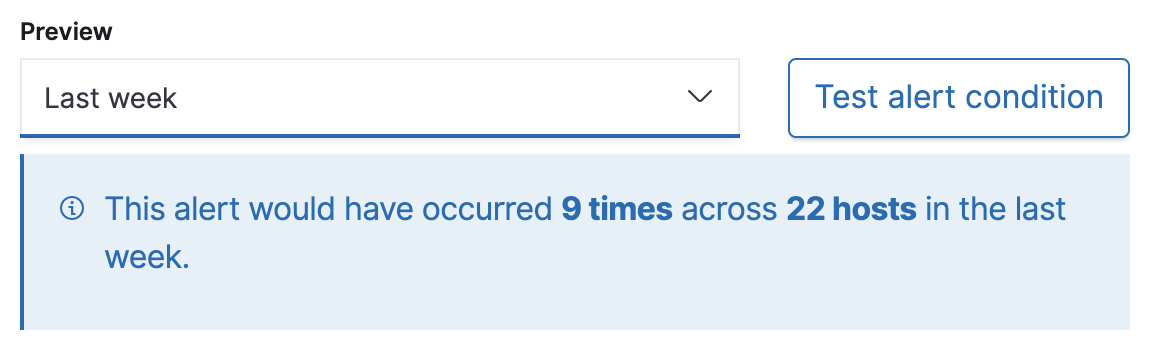 Preview
Last week
Test alert condition
This alert would have occurred 9 times across 22 hosts in the last
week.